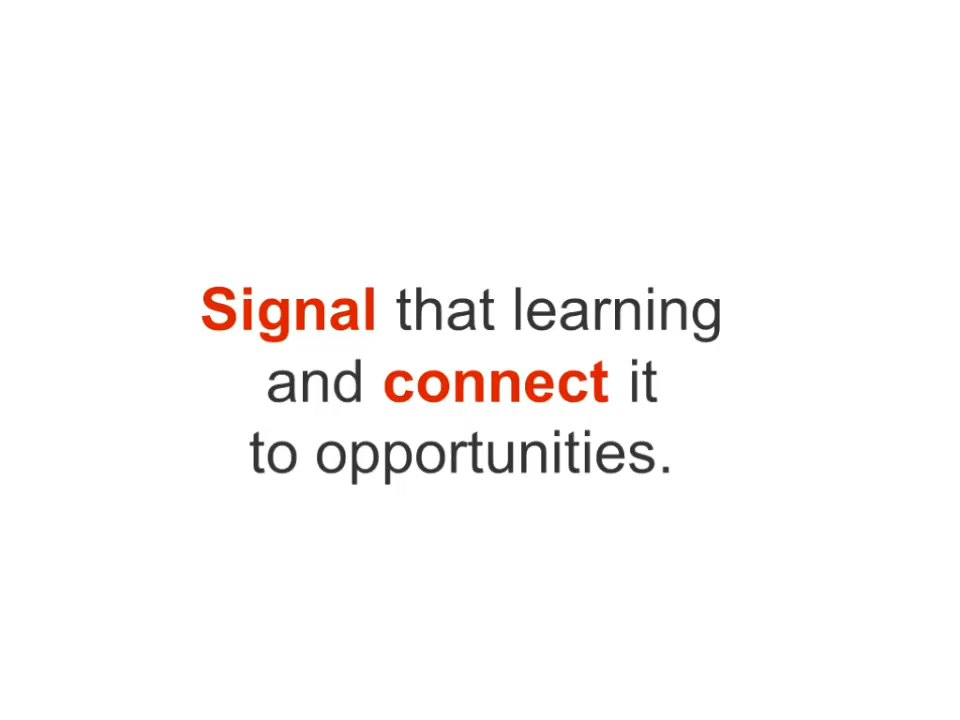 Signal that learning
and connect it
to opportunities.